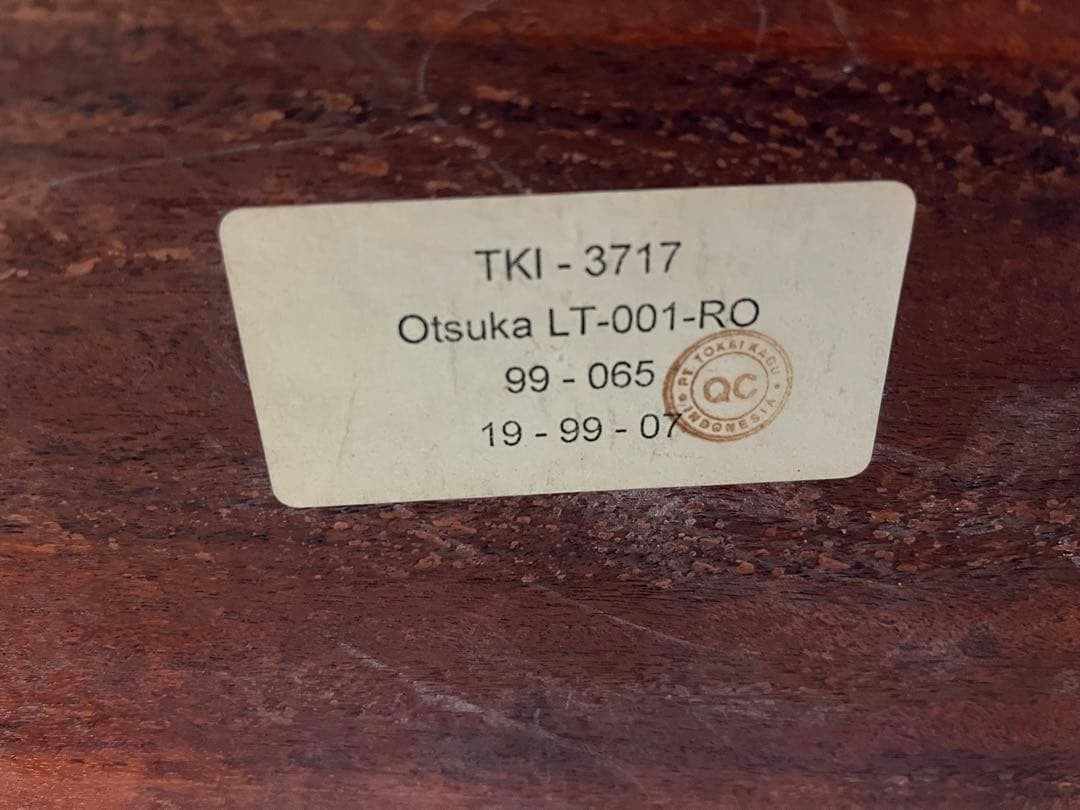 TKI - 3717
Otsuka LT-001-RO
99 - 065
19 - 99 - 07
PT. TOKAI KAGU
QC
INDONESIA